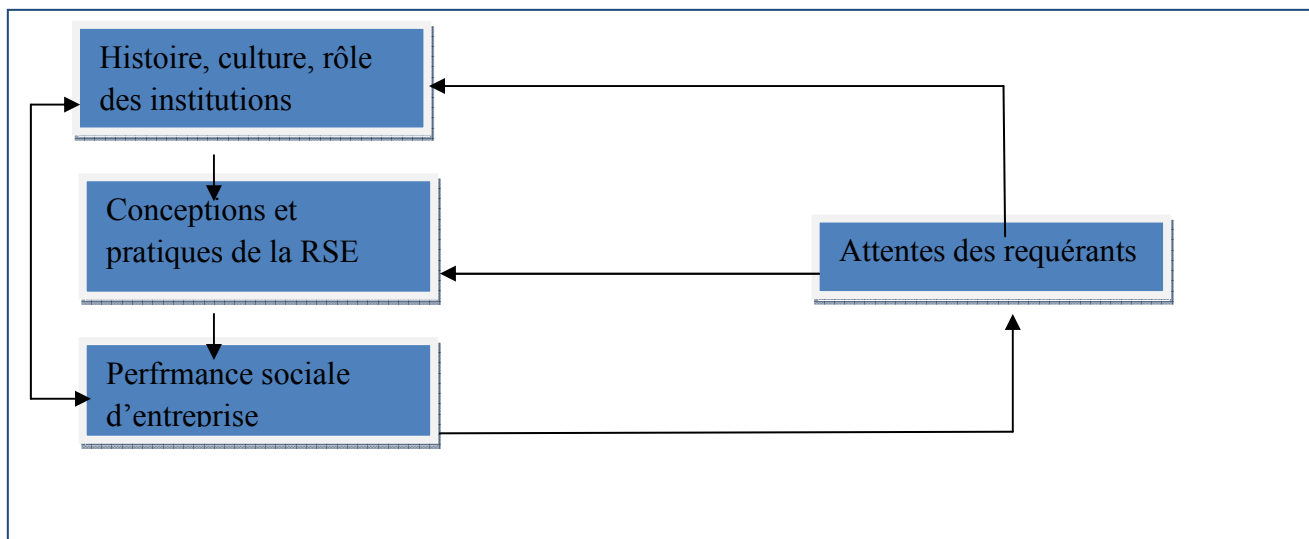 Histoire, culture, rôle
des institutions
Conceptions et
pratiques de la RSE
Attentes des requérants
Perfrmance sociale
d’entreprise